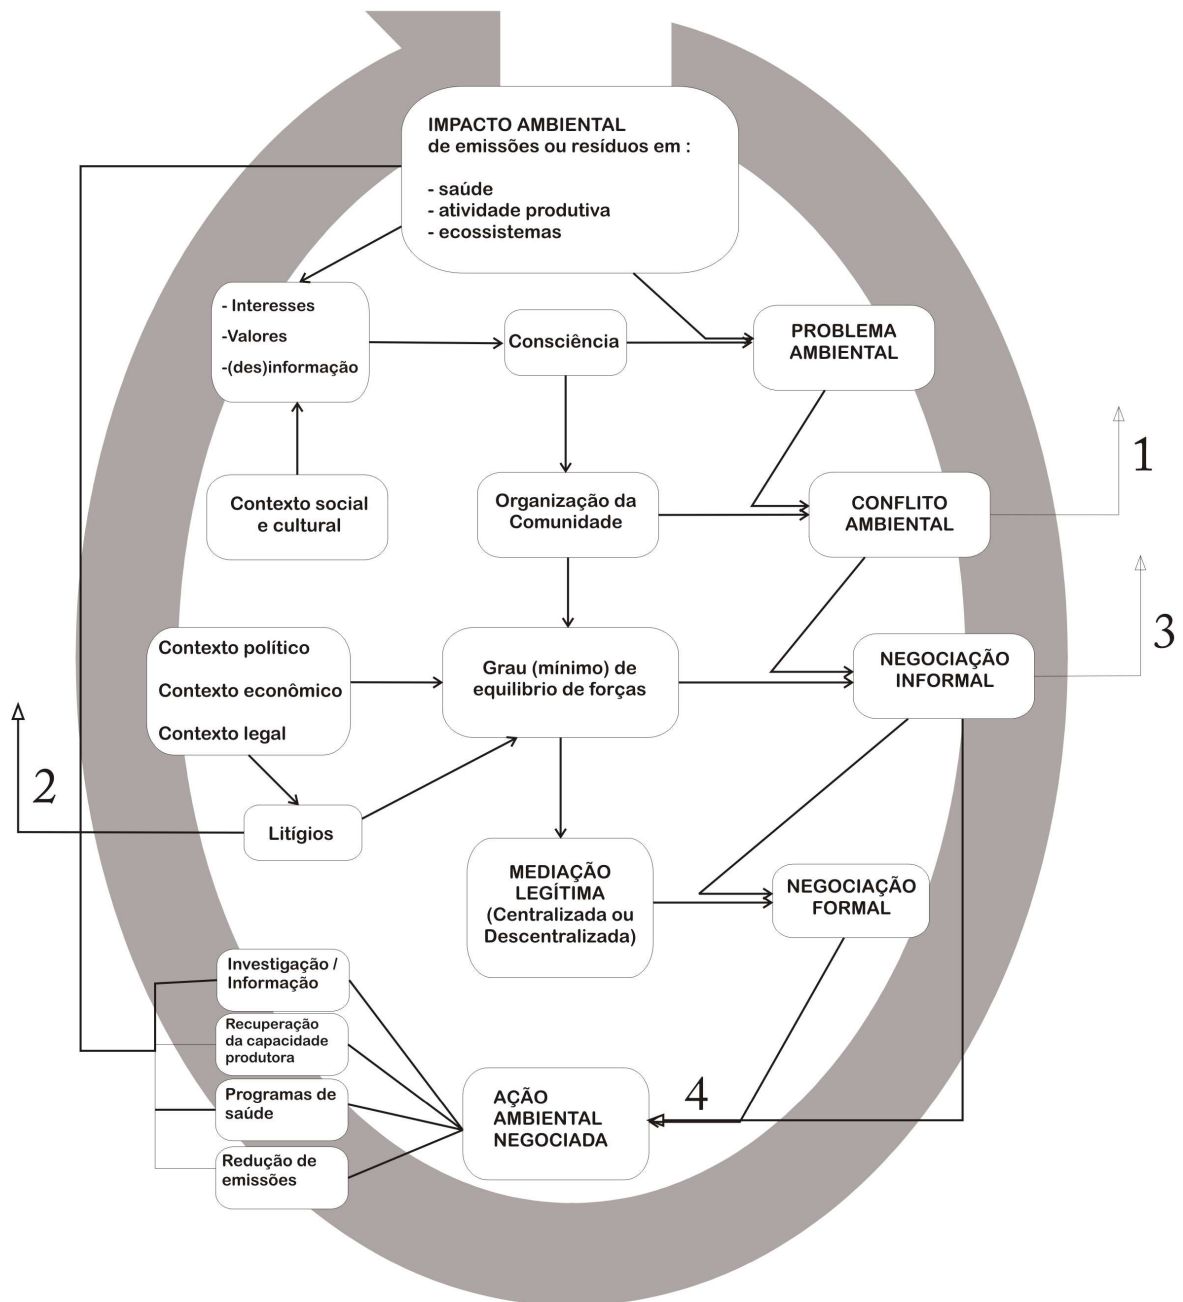 IMPACTO AMBIENTAL
de emissões ou resíduos em :
- saúde
- atividade produtiva
- ecossistemas
- Interesses
-Valores
-(des)informação
Consciência
PROBLEMA
AMBIENTAL
1
Contexto social
e cultural
Organização da
Comunidade
CONFLITO
AMBIENTAL
3
Contexto político
Contexto econômico
Contexto legal
Grau (mínimo) de
equilibrio de forças
NEGOCIAÇÃO
INFORMAL
2
Litígios
MEDIAÇÃO
LEGÍTIMA
(Centralizada ou
Descentralizada)
NEGOCIAÇÃO
FORMAL
Investigação /
Informação
Recuperação
da capacidade
produtora
Programas de
saúde
Redução de
emissões
AÇÃO
AMBIENTAL
NEGOCIADA
4